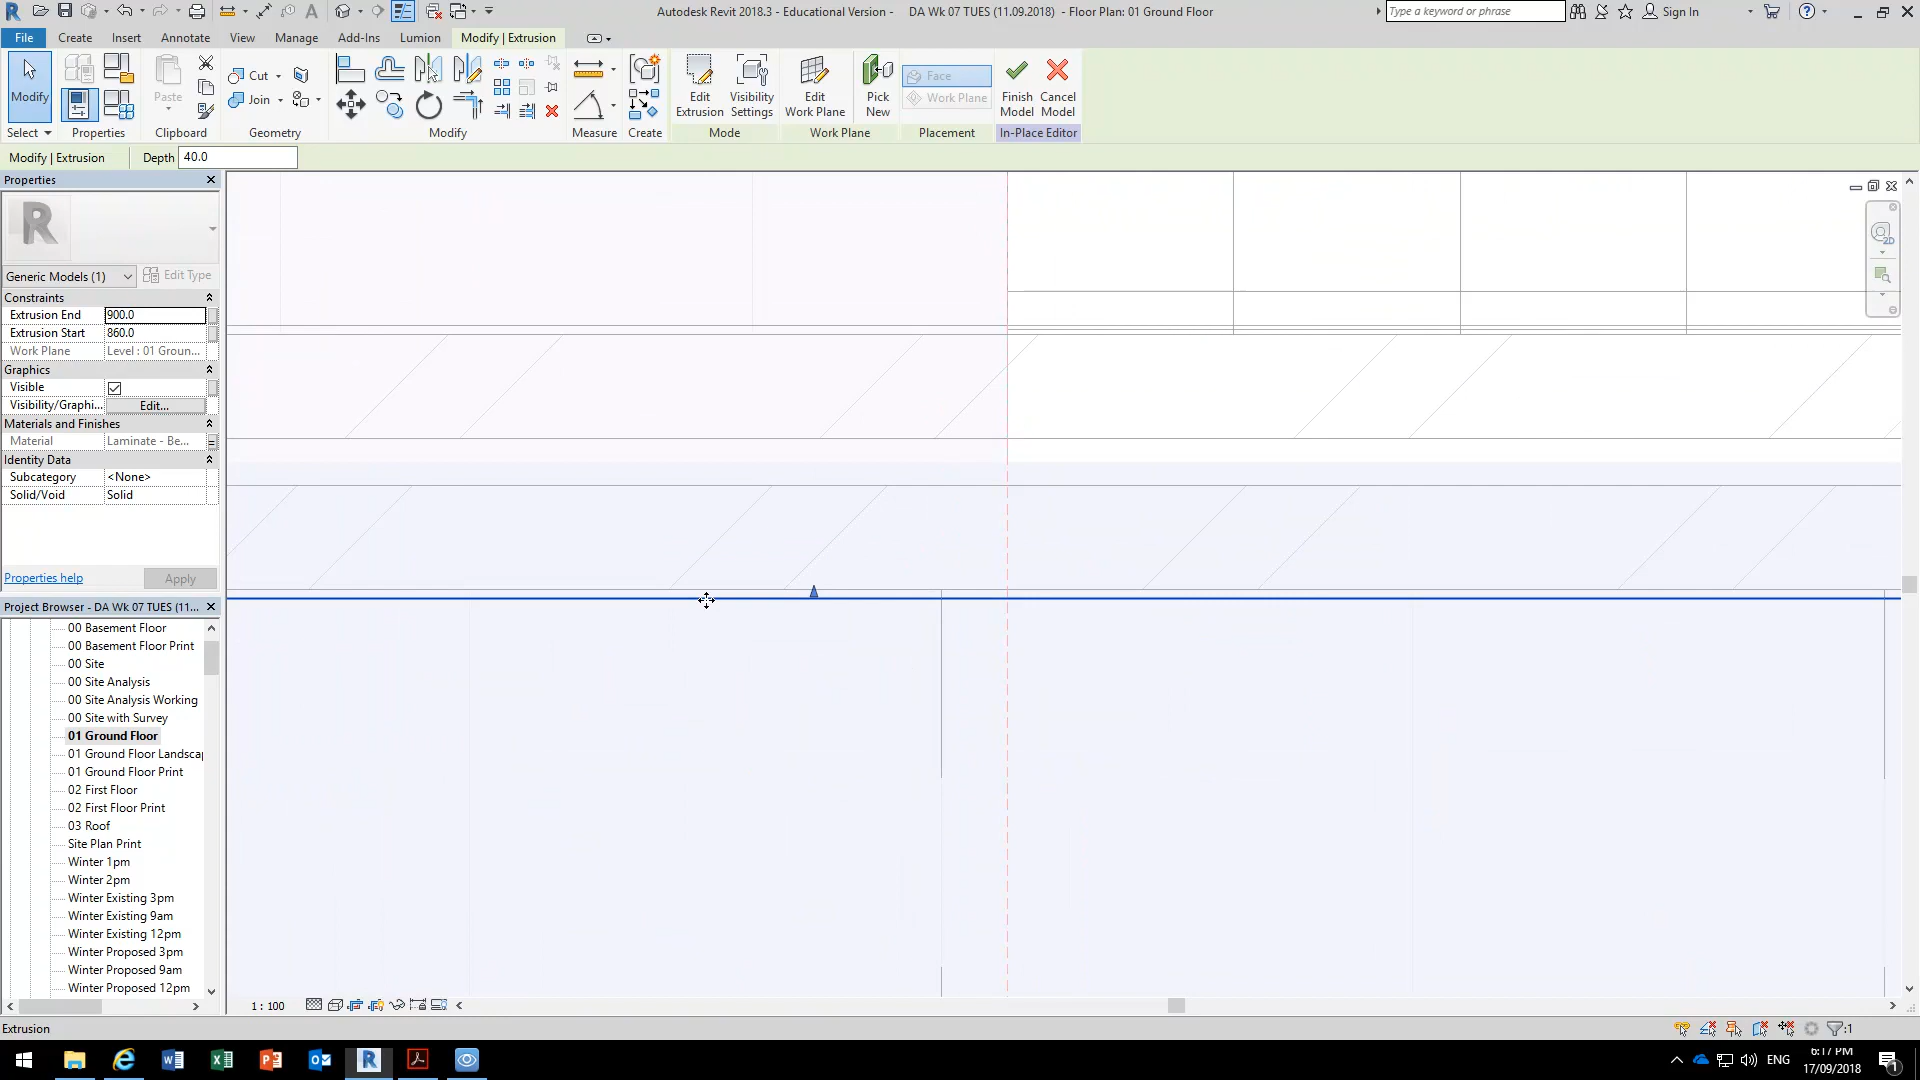 Autodesk Revit 2018.3 - Educational Version - DA Wk 07 TUES (11.09.2018) - Floor Plan: 01 Ground Floor
Type a keyword or phrase
Sign In
File Create Insert Annotate View Manage Add-Ins Lumion Modify | Extrusion
Modify
Paste
Cut
Join
Edit Extrusion
Visibility Settings
Edit Work Plane
Pick New
Face
Work Plane
Finish Model
Cancel Model
Select Properties Clipboard Geometry Modify Measure Create Mode Work Plane Placement In-Place Editor
Modify | Extrusion Depth 40.0
Properties
Generic Models (1) Edit Type
Constraints
Extrusion End 900.0
Extrusion Start 860.0
Work Plane Level : 01 Groun...
Graphics
Visible
Visibility/Graphi... Edit...
Materials and Finishes
Material Laminate - Be...
Identity Data
Subcategory <None>
Solid/Void Solid
Properties help Apply
Project Browser - DA Wk 07 TUES (11...
00 Basement Floor
00 Basement Floor Print
00 Site
00 Site Analysis
00 Site Analysis Working
00 Site with Survey
01 Ground Floor
01 Ground Floor Landscap
01 Ground Floor Print
02 First Floor
02 First Floor Print
03 Roof
Site Plan Print
Winter 1pm
Winter 2pm
Winter Existing 3pm
Winter Existing 9am
Winter Existing 12pm
Winter Proposed 3pm
Winter Proposed 9am
Winter Proposed 12pm
1 : 100
Extrusion
:1
ENG
6:17 PM
17/09/2018